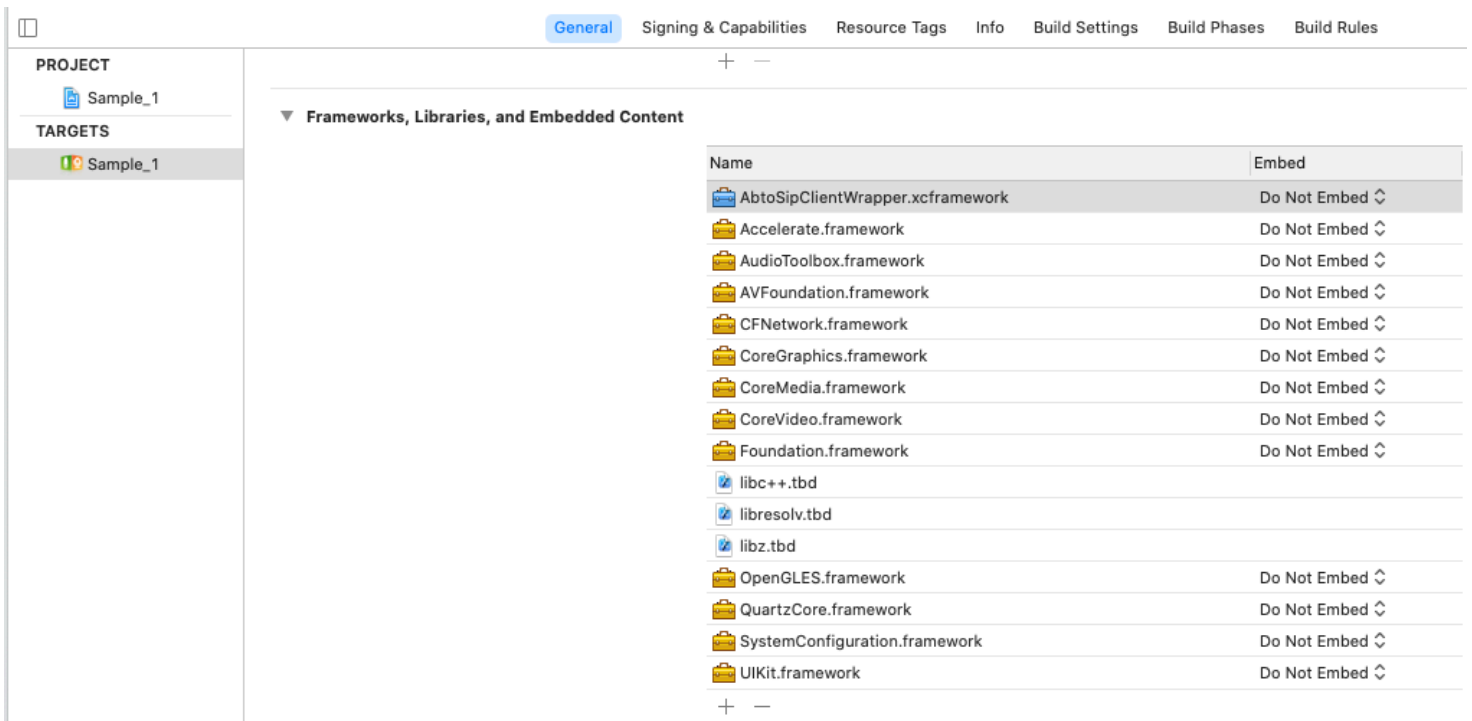 General Signing & Capabilities Resource Tags Info Build Settings Build Phases Build Rules
PROJECT
Sample_1
TARGETS
Sample_1
Frameworks, Libraries, and Embedded Content
Name Embed
AbtoSipClientWrapper.xcframework Do Not Embed
Accelerate.framework Do Not Embed
AudioToolbox.framework Do Not Embed
AVFoundation.framework Do Not Embed
CFNetwork.framework Do Not Embed
CoreGraphics.framework Do Not Embed
CoreMedia.framework Do Not Embed
CoreVideo.framework Do Not Embed
Foundation.framework Do Not Embed
libc++.tbd
libresolv.tbd
libz.tbd
OpenGLES.framework Do Not Embed
QuartzCore.framework Do Not Embed
SystemConfiguration.framework Do Not Embed
UIKit.framework Do Not Embed